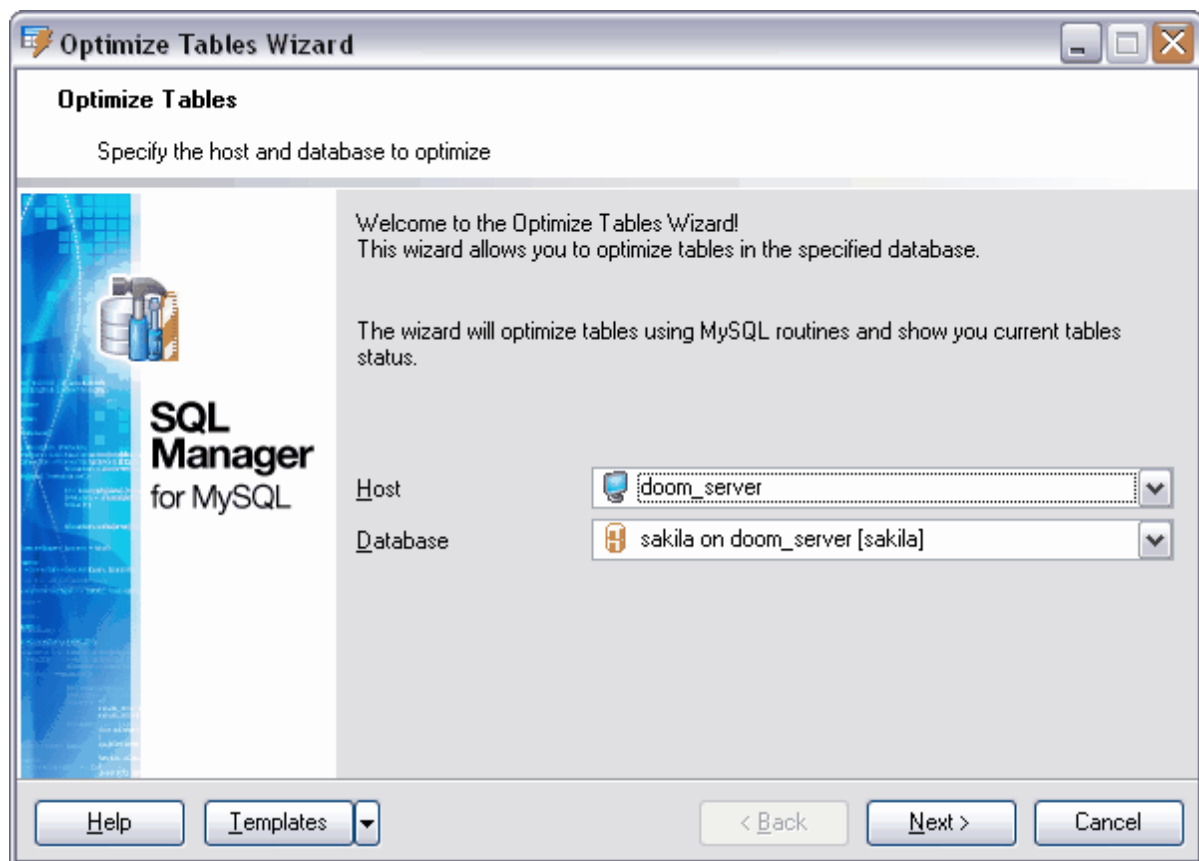 Optimize Tables Wizard
Optimize Tables
Specify the host and database to optimize
Welcome to the Optimize Tables Wizard!
This wizard allows you to optimize tables in the specified database.
The wizard will optimize tables using MySQL routines and show you current tables
status.
SQL
Manager
for MySQL
Host
doom_server
Database
sakila on doom_server [sakila]
Help
Templates
< Back
Next >
Cancel